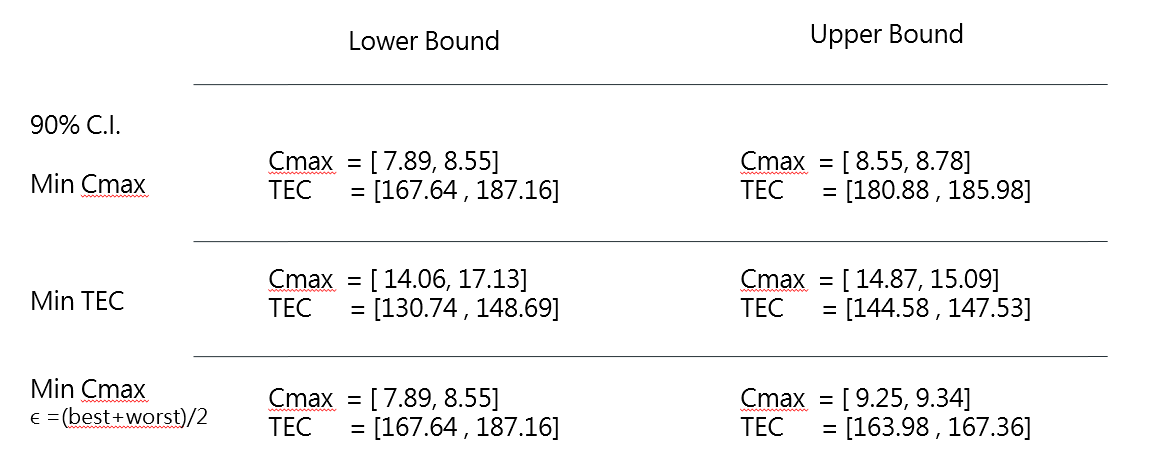 Lower Bound Upper Bound
90% C.I.
Min Cmax
Cmax = [ 7.89, 8.55]
TEC = [167.64 , 187.16]
Cmax = [ 8.55, 8.78]
TEC = [180.88 , 185.98]
Min TEC
Cmax = [ 14.06, 17.13]
TEC = [130.74 , 148.69]
Cmax = [ 14.87, 15.09]
TEC = [144.58 , 147.53]
Min Cmax
ϵ =(best+worst)/2
Cmax = [ 7.89, 8.55]
TEC = [167.64 , 187.16]
Cmax = [ 9.25, 9.34]
TEC = [163.98 , 167.36]